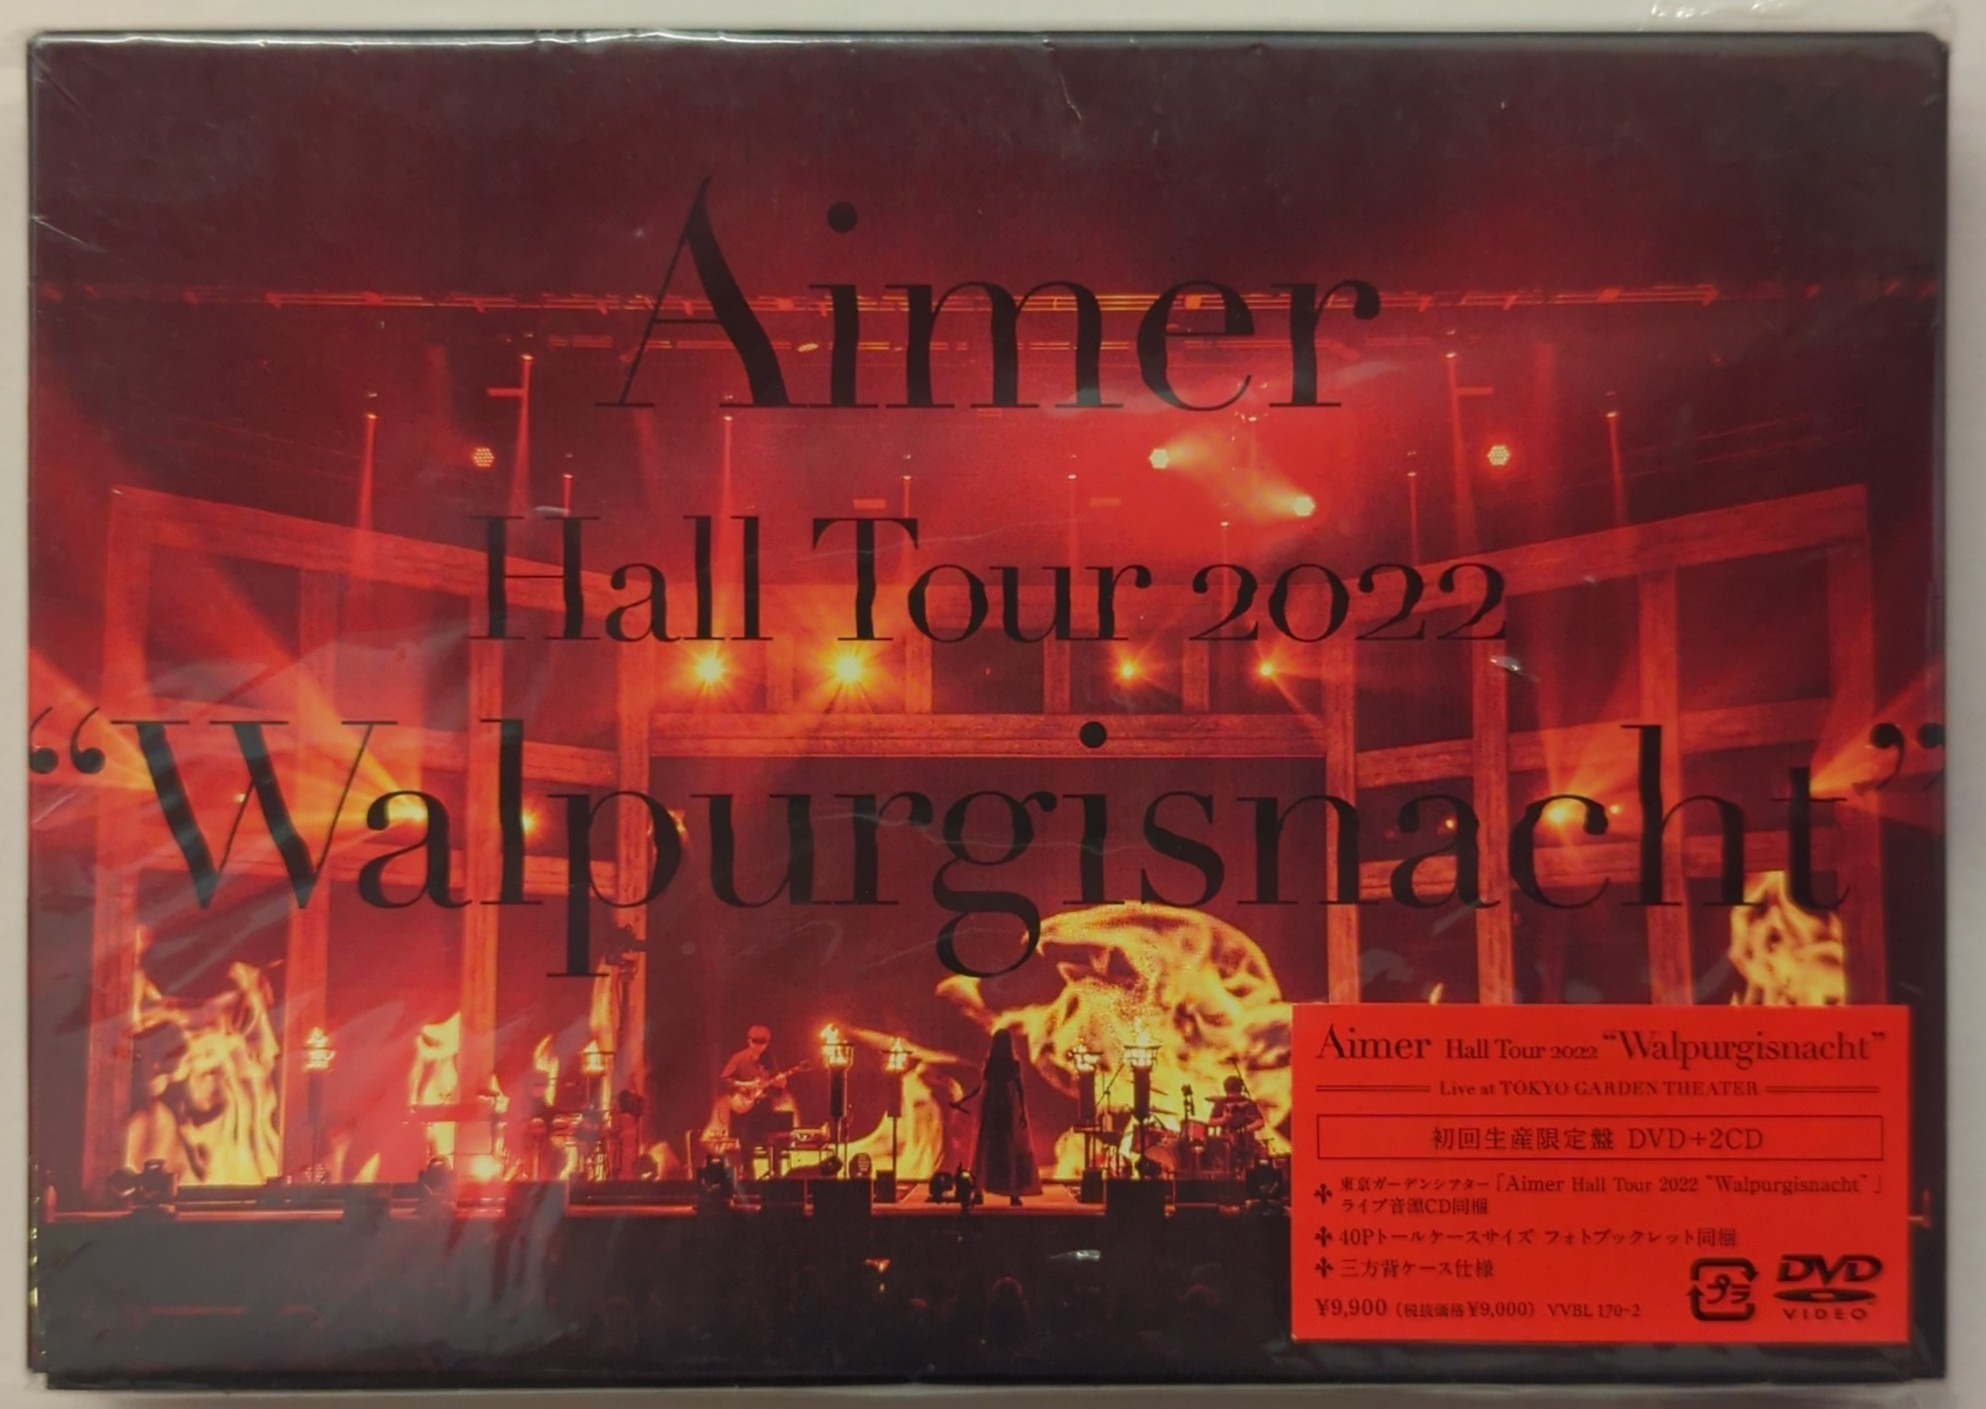 Aimer
Hall Tour 2022
“Walpurgisnacht”
Aimer Hall Tour 2022 “Walpurgisnacht”
Live at TOKYO GARDEN THEATER
初回生産限定盤 DVD+2CD
東京ガーデンシアター「Aimer Hall Tour 2022 “Walpurgisnacht”」
ライブ音源CD同梱
40Pトールケースサイズ フォトブックレット同梱
三方背ケース仕様
¥9,900（税抜価格¥9,000） VVBL 170-2
プラ
DVD
VIDEO